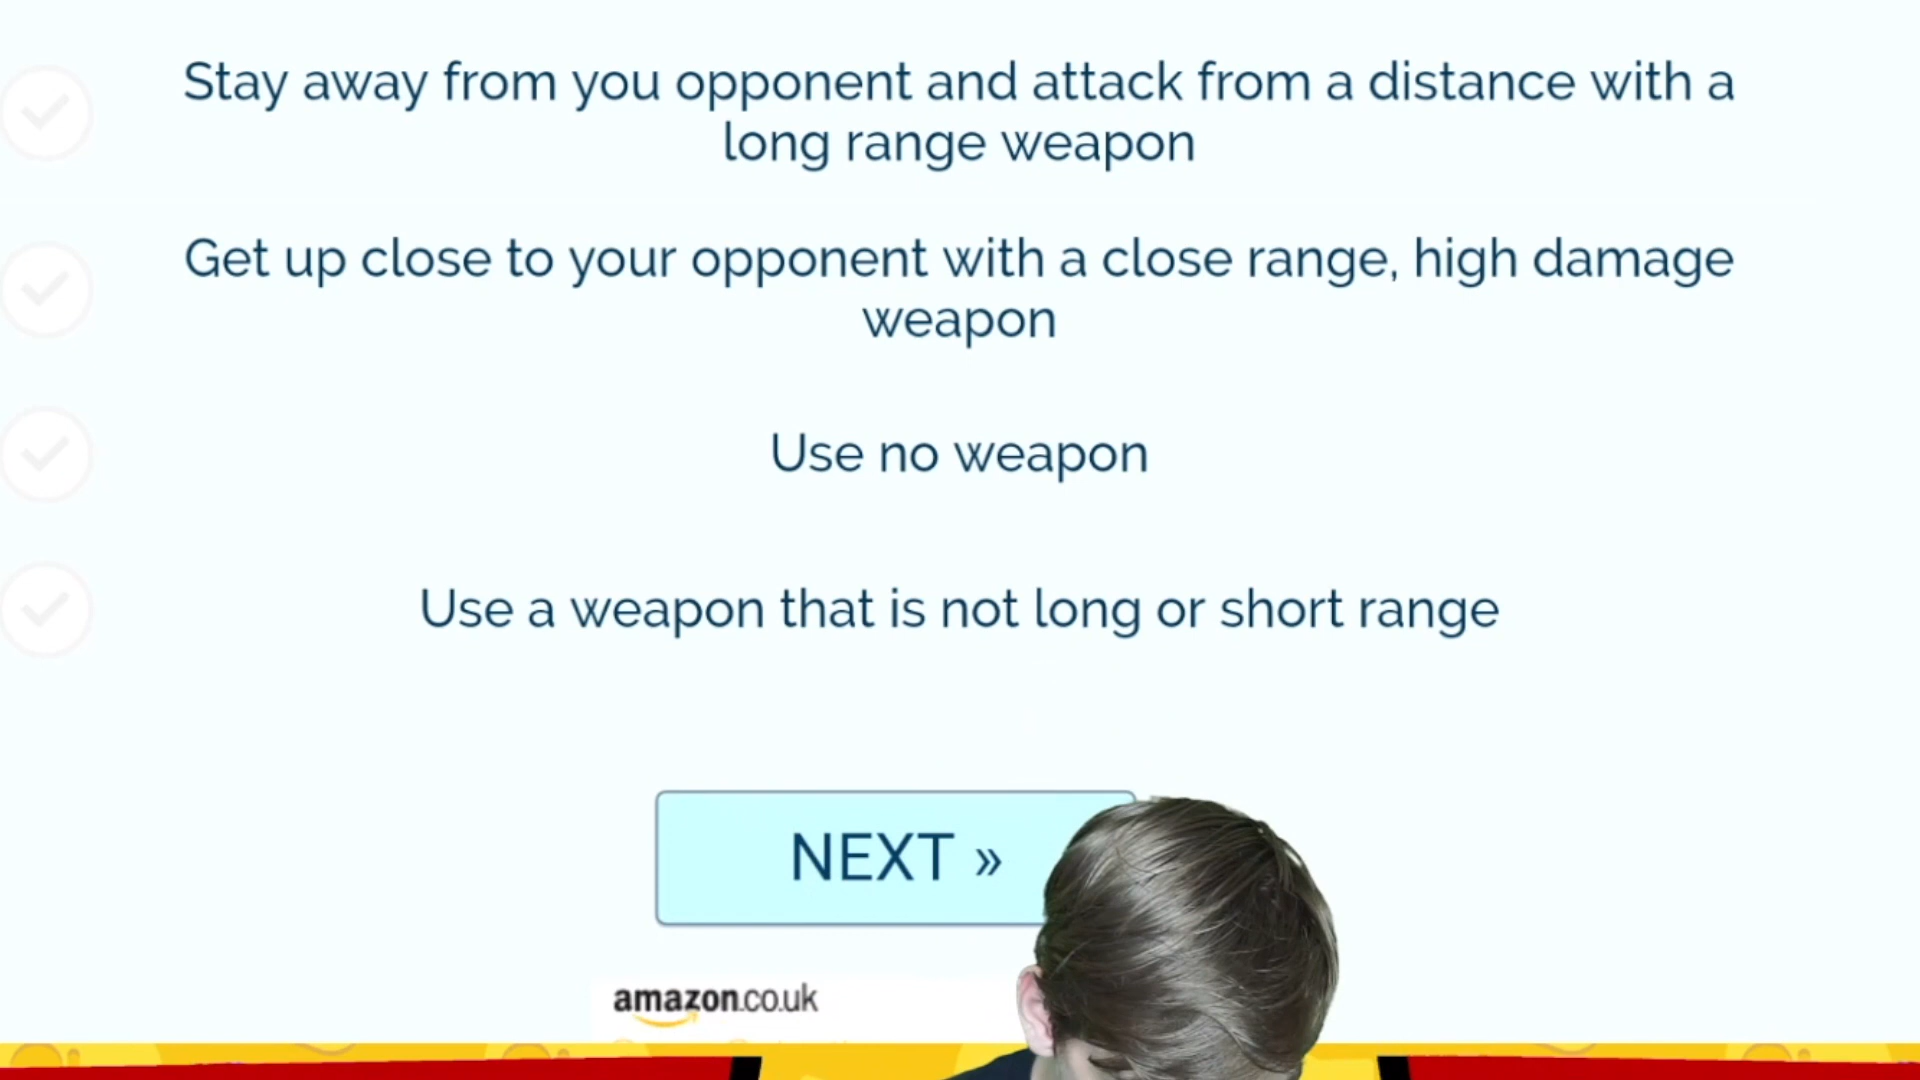 Stay away from you opponent and attack from a distance with a
long range weapon
Get up close to your opponent with a close range, high damage
weapon
Use no weapon
Use a weapon that is not long or short range
NEXT »
amazon.co.uk